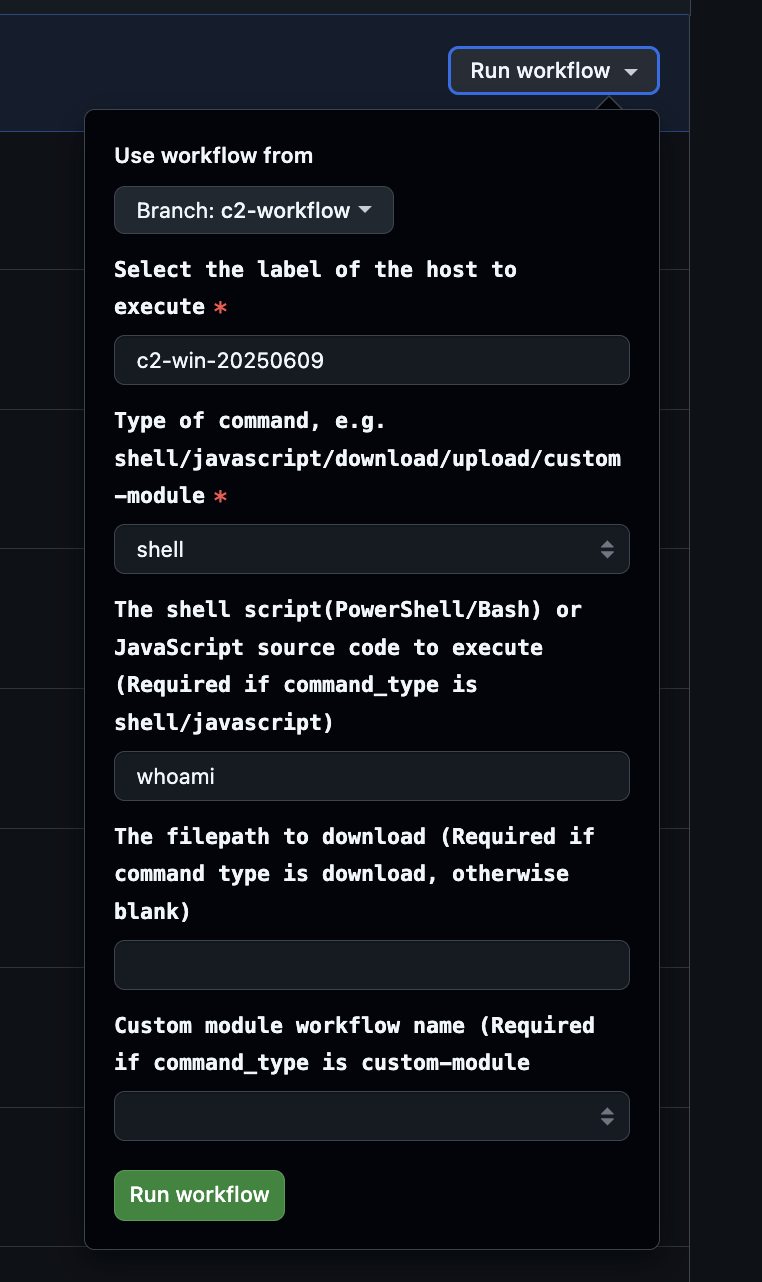 Run workflow
Use workflow from
Branch: c2-workflow
Select the label of the host to
execute *
c2-win-20250609
Type of command, e.g.
shell/javascript/download/upload/custom
-module *
shell
The shell script(PowerShell/Bash) or
JavaScript source code to execute
(Required if command_type is
shell/javascript)
whoami
The filepath to download (Required if
command type is download, otherwise
blank)
Custom module workflow name (Required
if command_type is custom-module
Run workflow